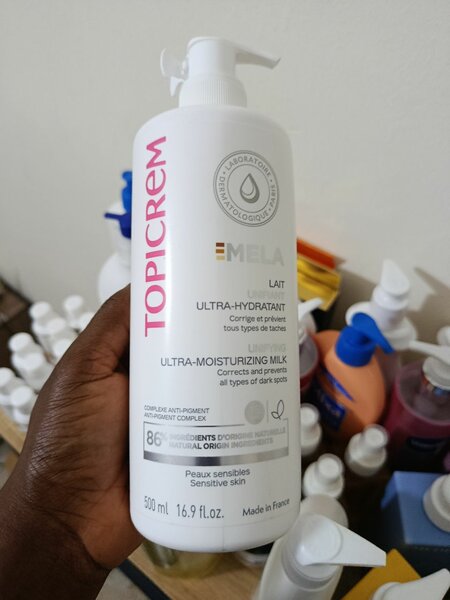 TOPICREM
LABORATOIRE
DERMATOLOGIQUE • PARIS
MELA
LAIT
UNIFIANT
ULTRA-HYDRATANT
Corrige et prévient
tous types de taches
UNIFYING
ULTRA-MOISTURIZING MILK
Corrects and prevents
all types of dark spots
COMPLEXE ANTI-PIGMENT
ANTI-PIGMENT COMPLEX
86% INGRÉDIENTS D'ORIGINE NATURELLE
NATURAL ORIGIN INGREDIENTS
Peaux sensibles
Sensitive skin
500 ml 16.9 fl.oz. Made in France